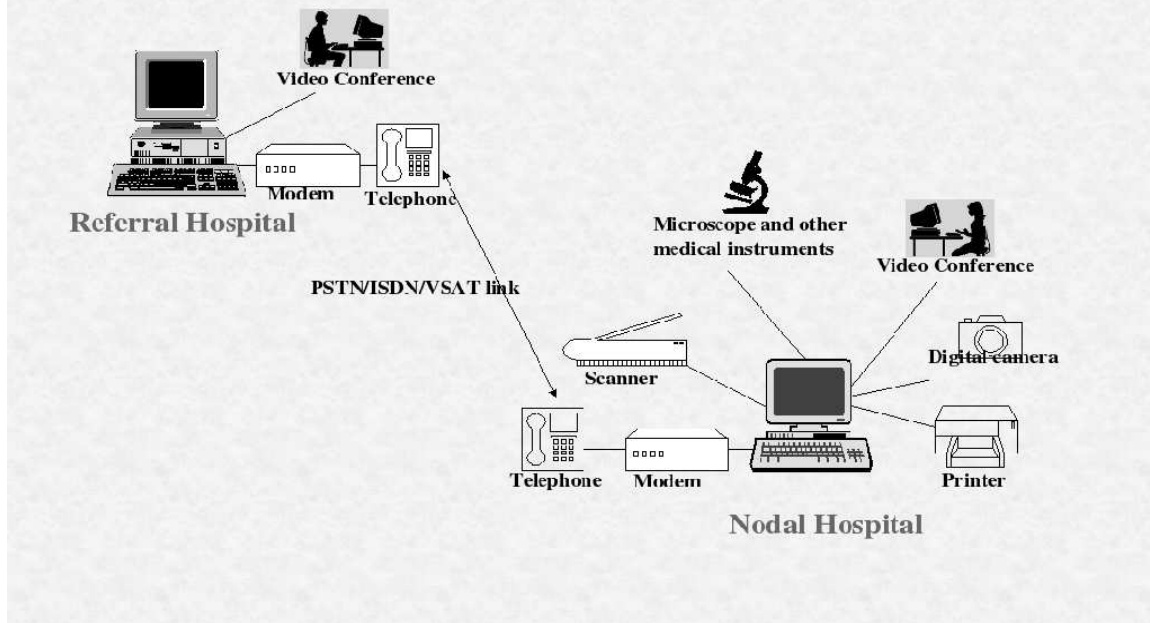 Video Conference
Modem
Telephone
Referral Hospital
PSTN/ISDN/VSAT link
Microscope and other
medical instruments
Video Conference
Digital camera
Scanner
Telephone
Modem
Printer
Nodal Hospital